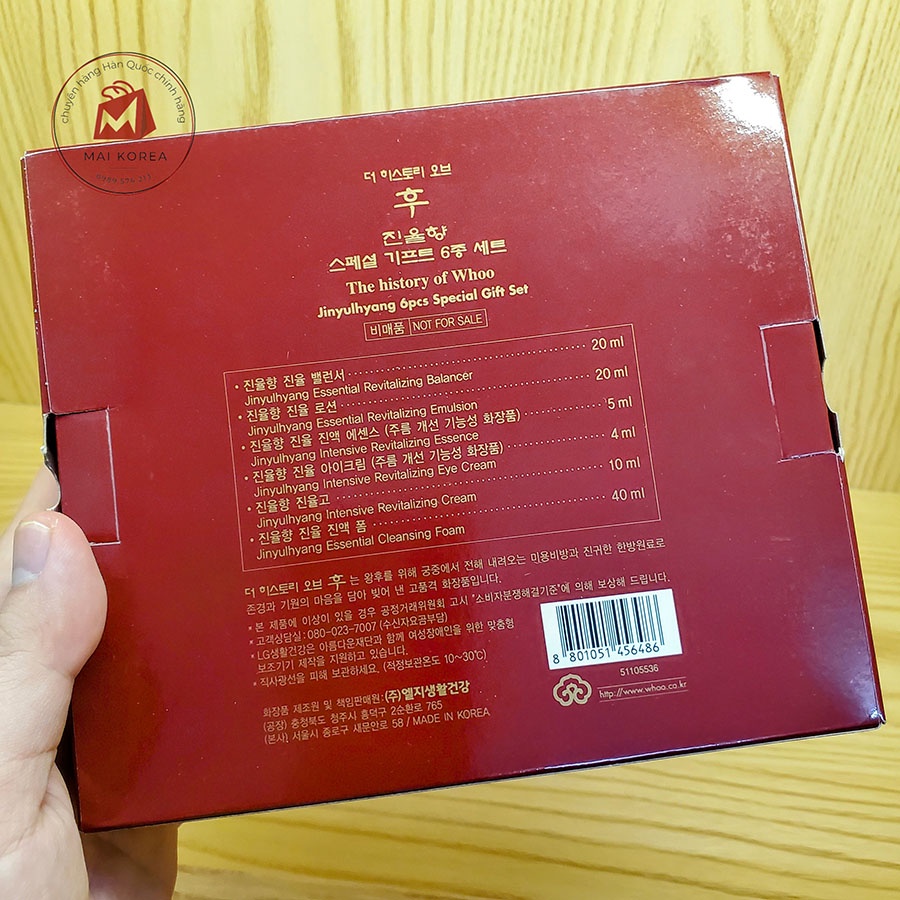 chuyên hàng Hàn Quốc chính hãng
M
MAI KOREA
0989 574 211
더 히스토리 오브
후
진율향
스페셜 기프트 6종 세트
The history of Whoo
Jinyulhyang 6pcs Special Gift Set
비매품 NOT FOR SALE
• 진율향 진율 밸런서 20 ml
Jinyulhyang Essential Revitalizing Balancer
• 진율향 진율 로션 20 ml
Jinyulhyang Essential Revitalizing Emulsion
• 진율향 진율 진액 에센스 (주름 개선 기능성 화장품) 5 ml
Jinyulhyang Intensive Revitalizing Essence
• 진율향 진율 아이크림 (주름 개선 기능성 화장품) 4 ml
Jinyulhyang Intensive Revitalizing Eye Cream
• 진율향 진율고 10 ml
Jinyulhyang Intensive Revitalizing Cream
• 진율향 진율 진액 폼 40 ml
Jinyulhyang Essential Cleansing Foam
더 히스토리 오브 후는 왕후를 위해 궁중에서 전해 내려오는 미용비방과 진귀한 한방원료로
존경과 기원의 마음을 담아 빚어 낸 고품격 화장품입니다.
* 본 제품에 이상이 있을 경우 공정거래위원회 고시 "소비자분쟁해결기준"에 의해 보상해 드립니다.
* 고객상담실 : 080-023-7007 (수신자요금부담)
* LG생활건강은 아름다운재단과 함께 여성장애인을 위한 맞춤형
보조기기 제작을 지원하고 있습니다.
* 직사광선을 피해 보관하세요. (적정보관온도 10~30℃)
화장품 제조원 및 책임판매원 : (주)엘지생활건강
(공장) 충청북도 청주시 흥덕구 2순환로 765
(본사) 서울시 종로구 새문안로 58 / MADE IN KOREA
8 801051 456486
51105536
http://www.whoo.co.kr